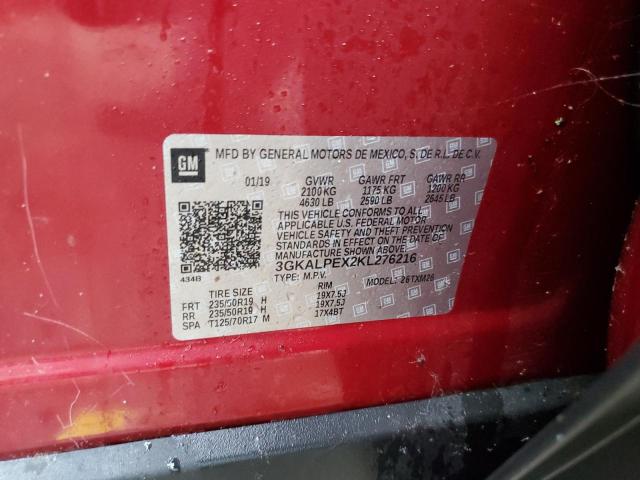 GM
MFD BY GENERAL MOTORS DE MEXICO, S. DE R.L. DE C.V.
01/19 GVWR GAWR FRT GAWR RR
2100 KG 1175 KG 1200 KG
4630 LB 2590 LB 2645 LB
THIS VEHICLE CONFORMS TO ALL
APPLICABLE U.S. FEDERAL MOTOR
VEHICLE SAFETY AND THEFT PREVENTION
STANDARDS IN EFFECT ON THE DATE OF
MANUFACTURE SHOWN ABOVE.
3GKALPEX2KL276216
434B TYPE: M.P.V. MODEL: 26TXM26
TIRE SIZE RIM
FRT 235/50R19 H 19X7.5J
RR 235/50R19 H 19X7.5J
SPA T125/70R17 M 17X4BT